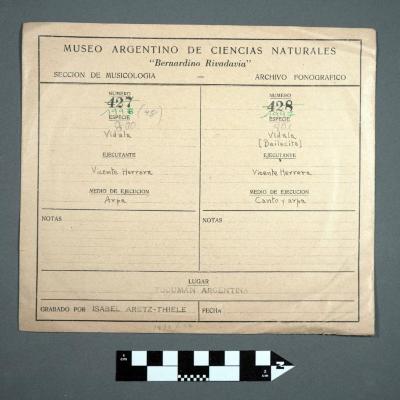 MUSEO ARGENTINO DE CIENCIAS NATURALES
"Bernardino Rivadavia"
SECCION DE MUSICOLOGIA — ARCHIVO FONOGRAFICO
NUMERO
427
ESPECIE
Vidala
EJECUTANTE
Vicente Herrera
MEDIO DE EJECUCION
Arpa
NOTAS
NUMERO
428
ESPECIE
Vidala
[Bailecito]
EJECUTANTE
Vicente Herrera
MEDIO DE EJECUCION
Canto y arpa
NOTAS
LUGAR
TUCUMAN ARGENTINA
GRABADO POR ISABEL ARETZ-THIELE
FECHA